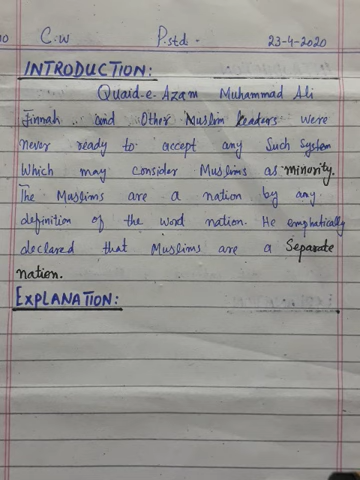 C.W P.std:- 23-4-2020
INTRODUCTION:
Quaid-e-Azam Muhammad Ali
Jinnah and Other Muslim Leaders were
never ready to accept any Such System
Which may consider Muslims as minority.
The Muslims are a nation by any
definition of the word nation. He emphatically
declared that Muslims are a Separate
nation.
EXPLANATION: